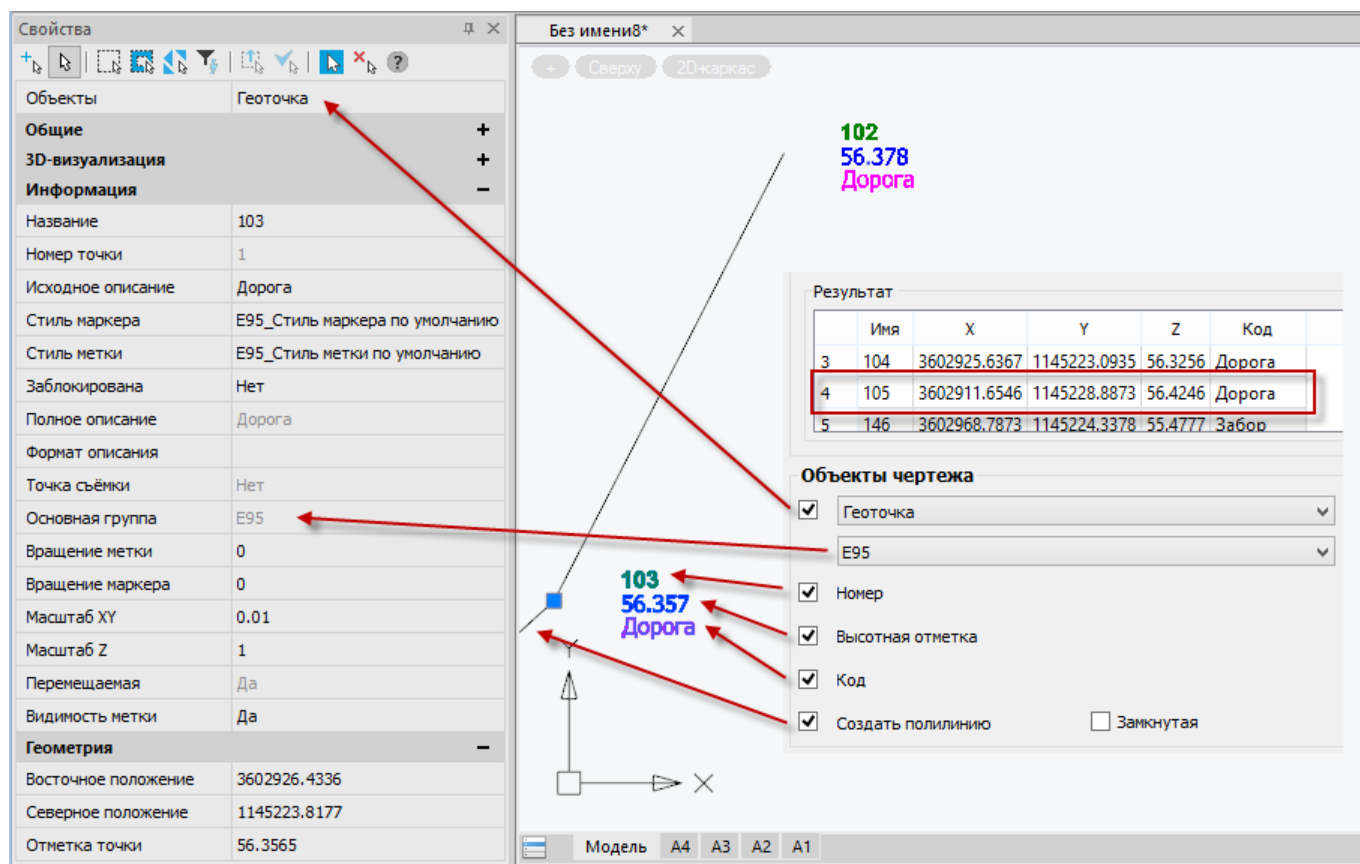 Свойства
Объекты Геоточка
Общие +
3D-визуализация +
Информация −
Название 103
Номер точки 1
Исходное описание Дорога
Стиль маркера E95_Стиль маркера по умолчанию
Стиль метки E95_Стиль метки по умолчанию
Заблокирована Нет
Полное описание Дорога
Формат описания
Точка съёмки Нет
Основная группа E95
Вращение метки 0
Вращение маркера 0
Масштаб XY 0.01
Масштаб Z 1
Перемещаемая Да
Видимость метки Да
Геометрия −
Восточное положение 3602926.4336
Северное положение 1145223.8177
Отметка точки 56.3565
Без имени8*
+ Сверху 2D-каркас
102
56.378
Дорога
Результат
Имя X Y Z Код
3 104 3602925.6367 1145223.0935 56.3256 Дорога
4 105 3602911.6546 1145228.8873 56.4246 Дорога
5 146 3602968.7873 1145224.3378 55.4777 Забор
Объекты чертежа
Геоточка
E95
Номер
Высотная отметка
Код
Создать полилинию Замкнутая
103
56.357
Дорога
Y
X
Модель A4 A3 A2 A1